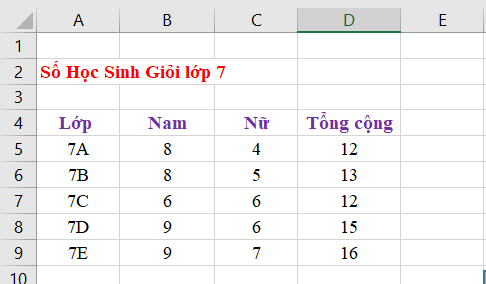 A B C D E
1
2 Số Học Sinh Giỏi lớp 7
3
4 Lớp Nam Nữ Tổng cộng
5 7A 8 4 12
6 7B 8 5 13
7 7C 6 6 12
8 7D 9 6 15
9 7E 9 7 16
10